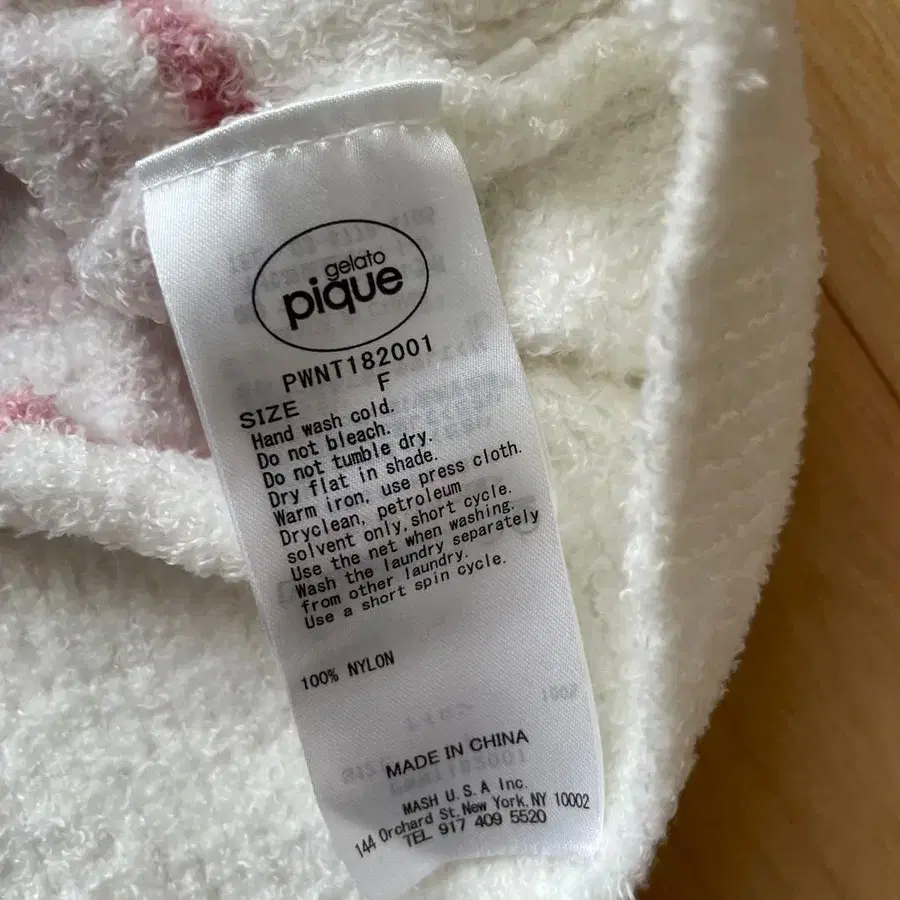 gelato
pique
PWNT182001
SIZE F
Hand wash cold.
Do not bleach.
Do not tumble dry.
Dry flat in shade.
Warm iron, use press cloth.
Dryclean, petroleum
solvent only, short cycle.
Use the net when washing.
Wash the laundry separately
from other laundry.
Use a short spin cycle.
100% NYLON
MADE IN CHINA
MASH U.S.A Inc.
144 Orchard St. New York, NY 10002
TEL 917 409 5520